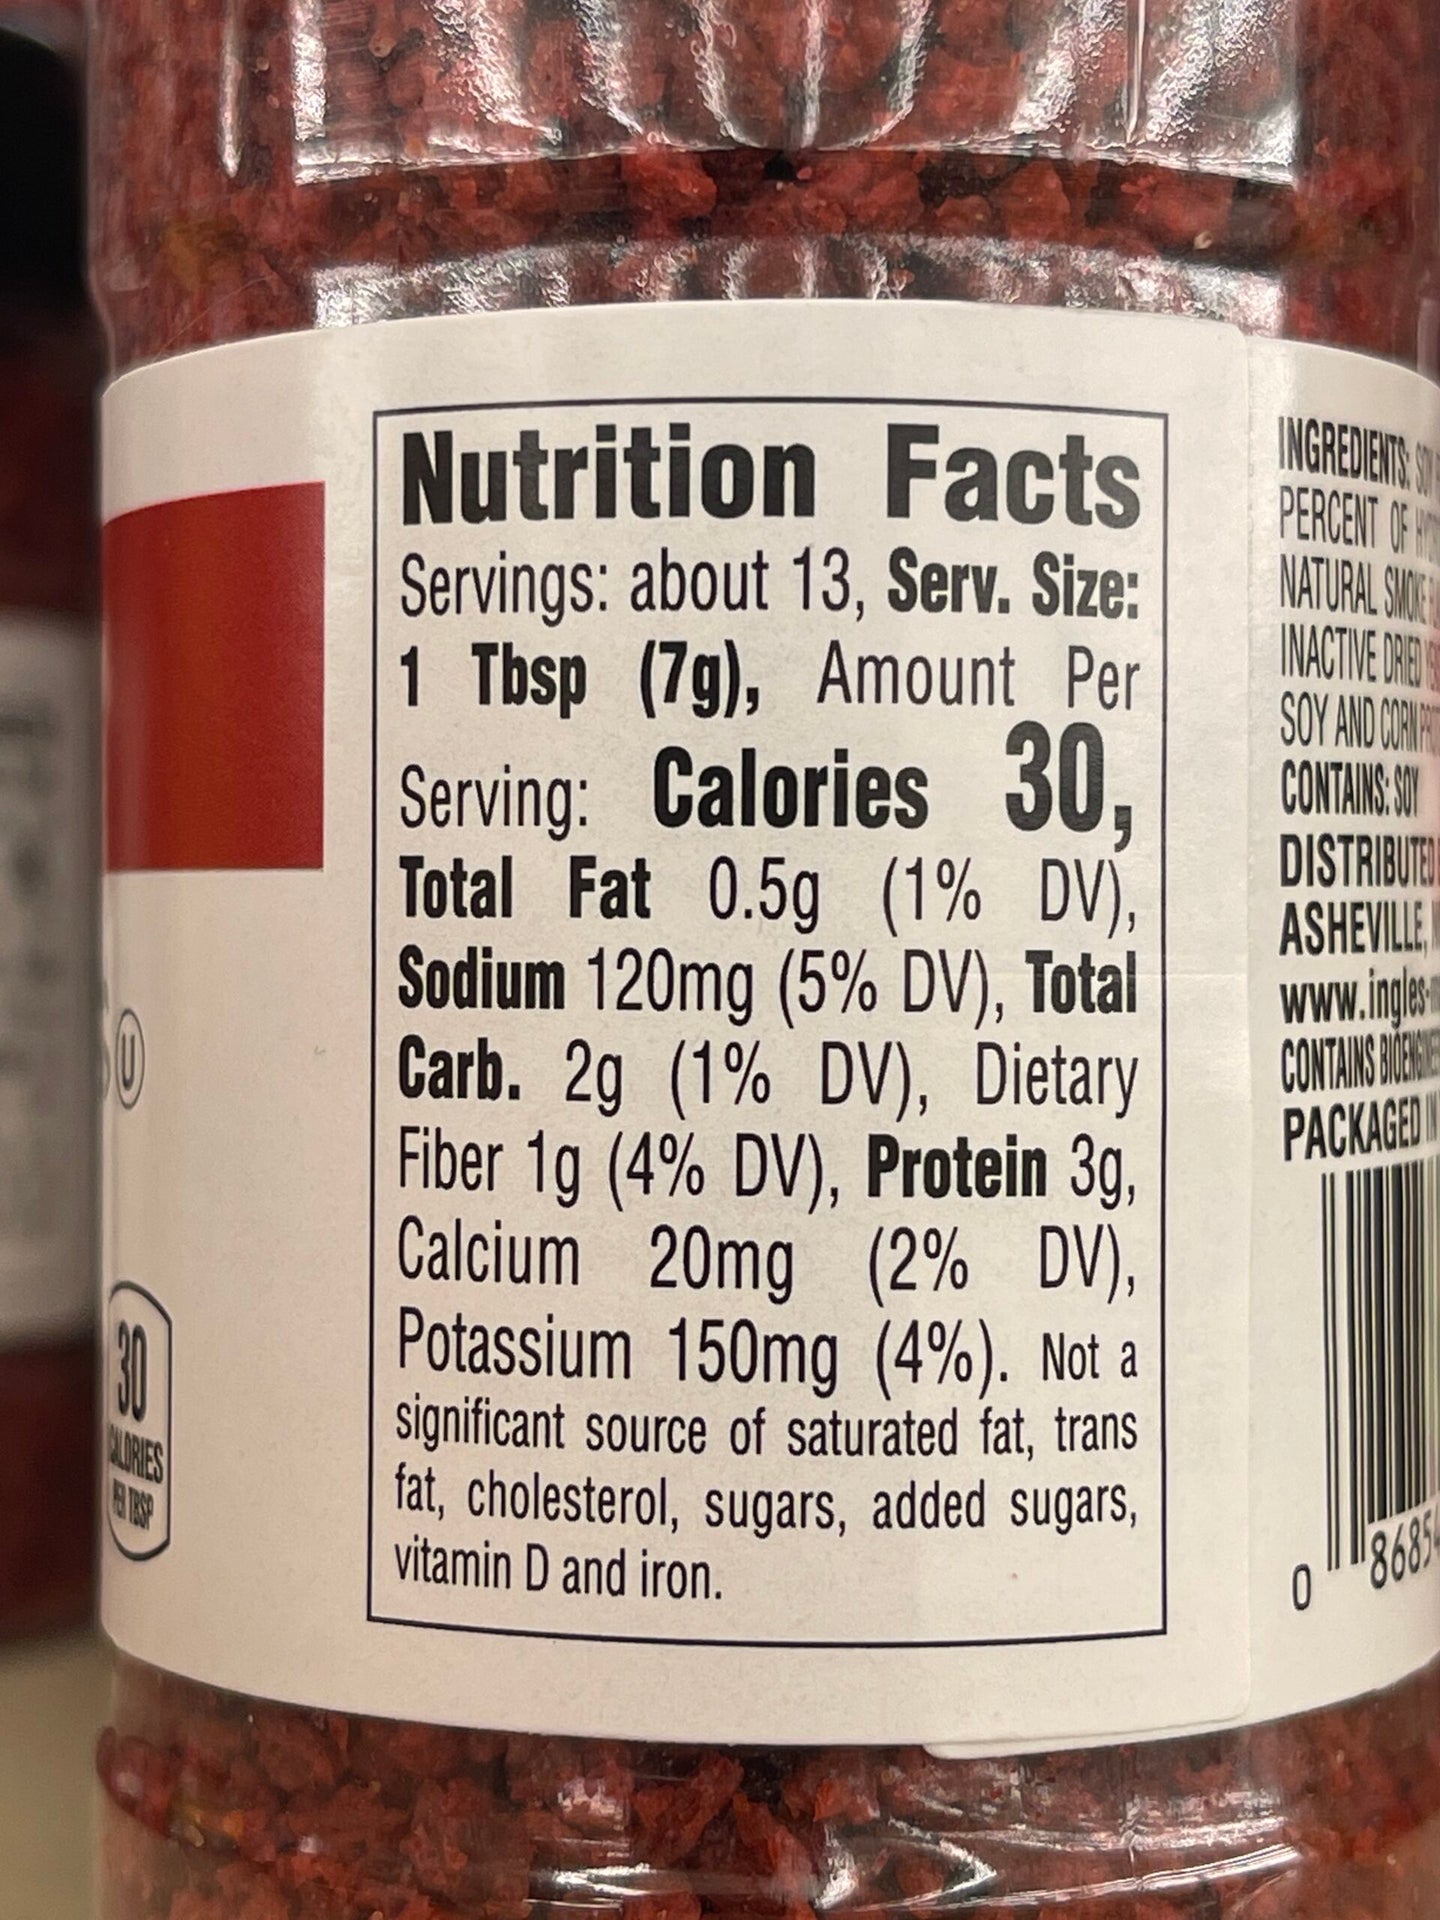 Nutrition Facts
Servings: about 13, Serv. Size:
1 Tbsp (7g), Amount Per
Serving: Calories 30,
Total Fat 0.5g (1% DV),
Sodium 120mg (5% DV), Total
Carb. 2g (1% DV), Dietary
Fiber 1g (4% DV), Protein 3g,
Calcium 20mg (2% DV),
Potassium 150mg (4%). Not a
significant source of saturated fat, trans
fat, cholesterol, sugars, added sugars,
vitamin D and iron.
U
30
CALORIES
PER TBSP
INGREDIENTS:
PERCENT OF
NATURAL SMOKE
INACTIVE DRIED
SOY AND CORN
CONTAINS: SOY
DISTRIBUTED
ASHEVILLE,
www.ingles-
CONTAINS
PACKAGED IN
0 8685